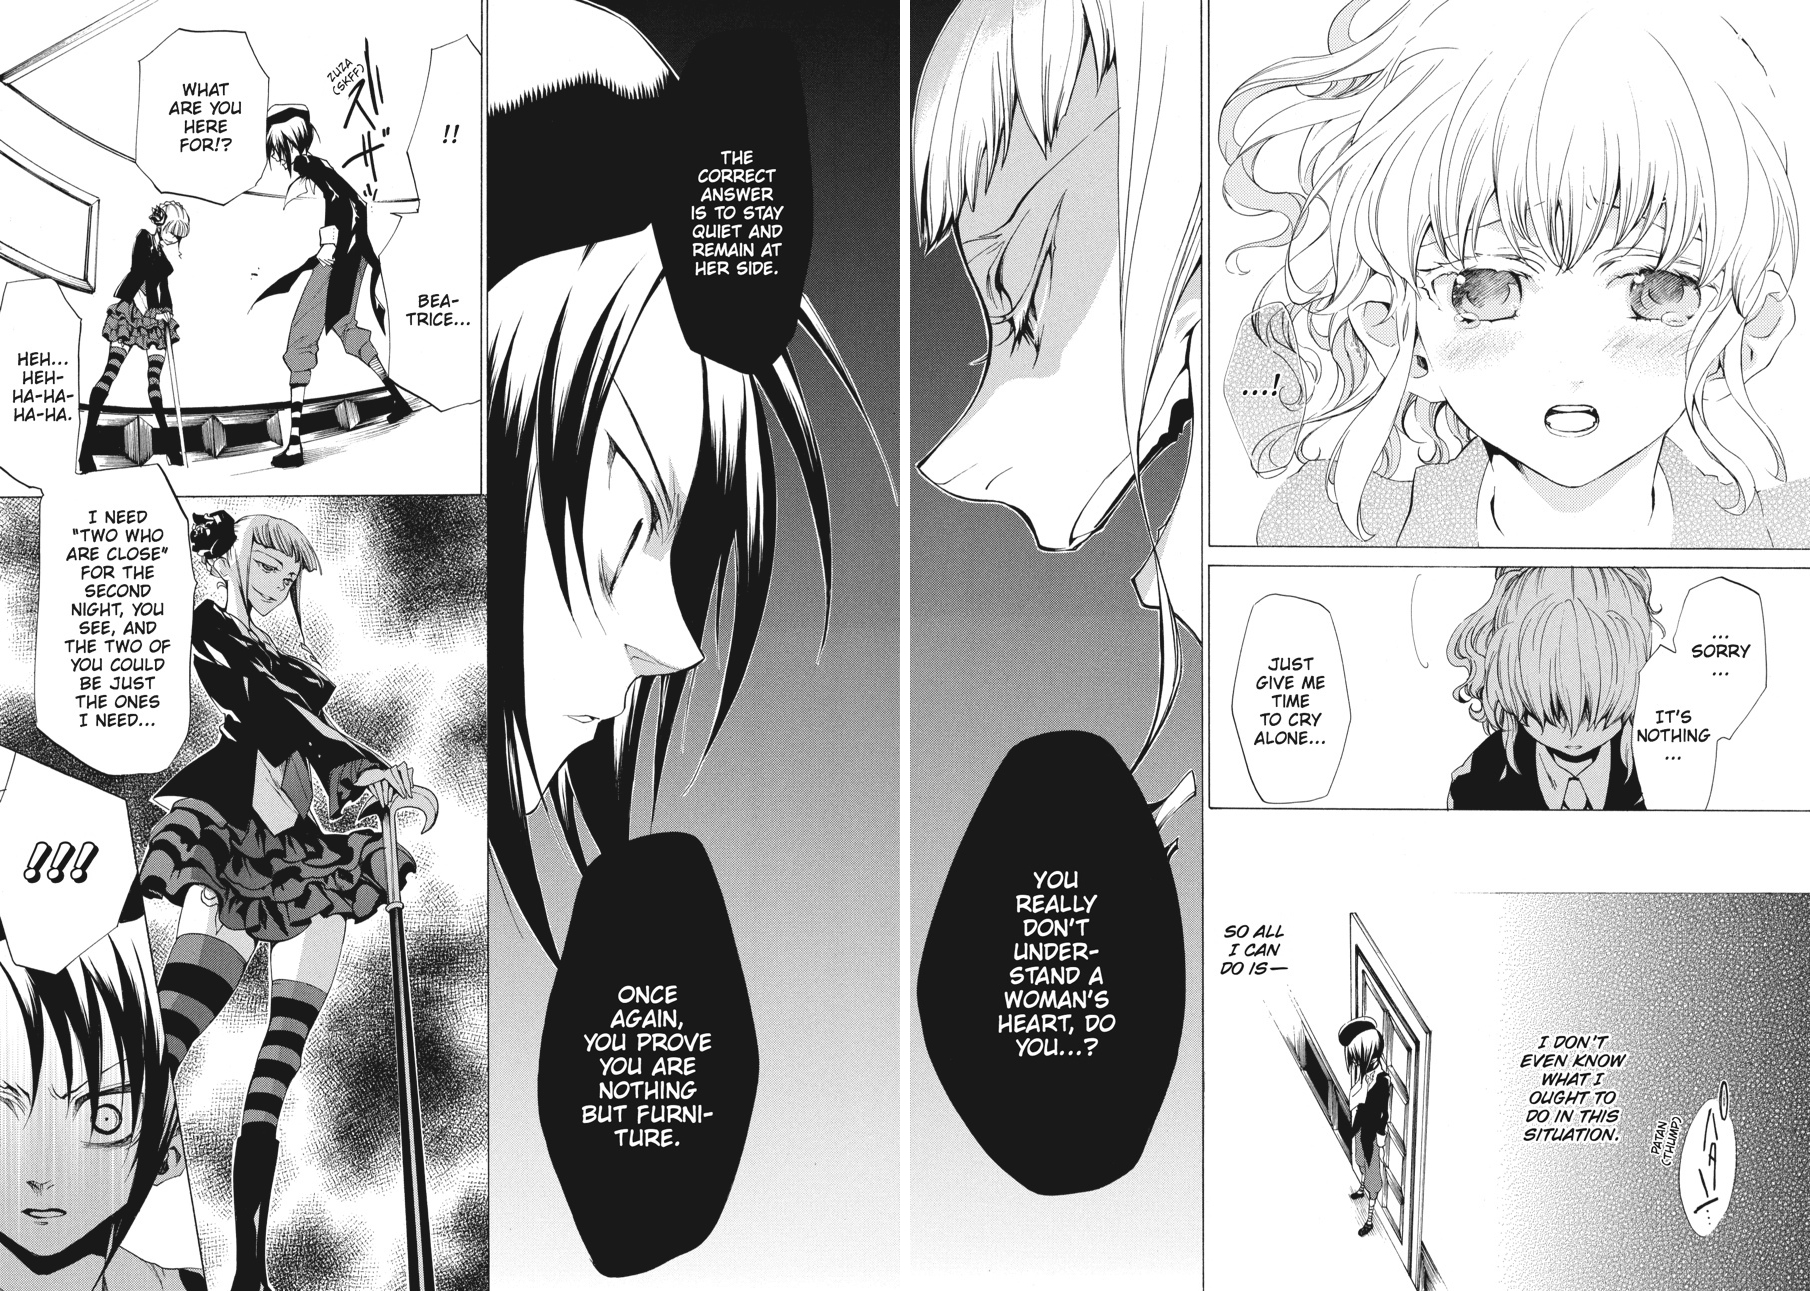 ...!
...
SORRY
...
IT'S
NOTHING
...
JUST
GIVE ME
TIME
TO CRY
ALONE...
パタン…
PATAN
(THUMP)
I DON'T
EVEN KNOW
WHAT I
OUGHT TO
DO IN THIS
SITUATION.
SO ALL
I CAN
DO IS—
YOU
REALLY
DON'T
UNDER-
STAND A
WOMAN'S
HEART, DO
YOU...?
THE
CORRECT
ANSWER
IS TO STAY
QUIET AND
REMAIN AT
HER SIDE.
ONCE
AGAIN,
YOU PROVE
YOU ARE
NOTHING
BUT FURNI-
TURE.
!!
BEA-
TRICE...
ズザ
ZUZA
(SKFF)
WHAT
ARE YOU
HERE
FOR!?
HEH...
HEH-
HA-HA-
HA-HA.
I NEED
"TWO WHO
ARE CLOSE"
FOR THE
SECOND
NIGHT, YOU
SEE, AND
THE TWO OF
YOU COULD
BE JUST
THE ONES
I NEED...
!!!